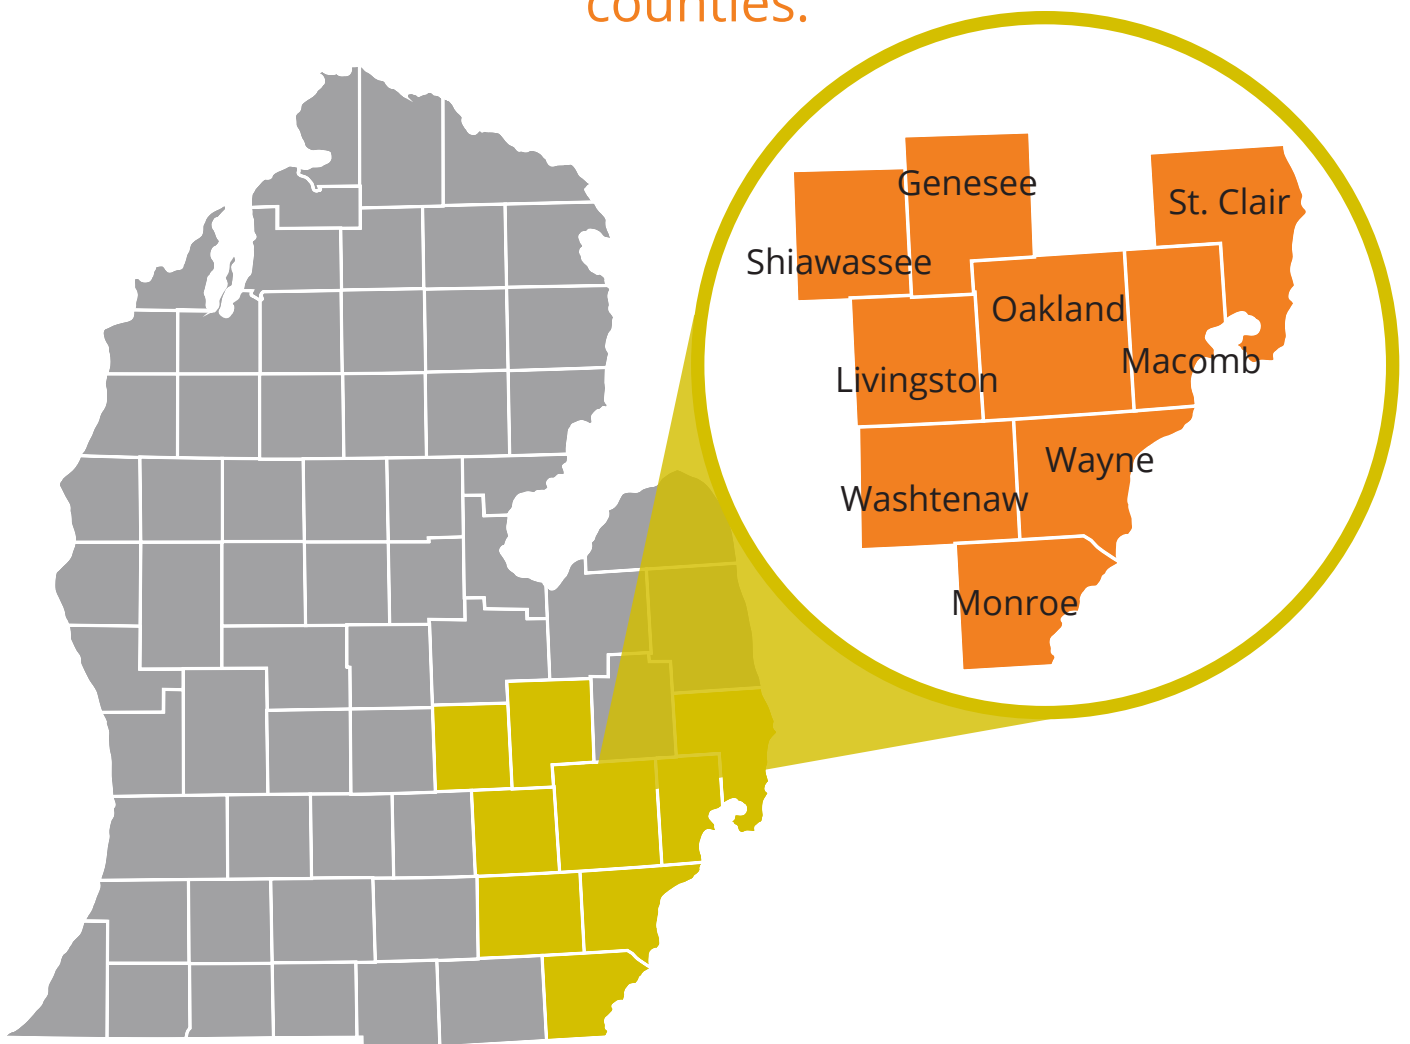 counties.
Genesee
St. Clair
Shiawassee
Oakland
Macomb
Livingston
Wayne
Washtenaw
Monroe